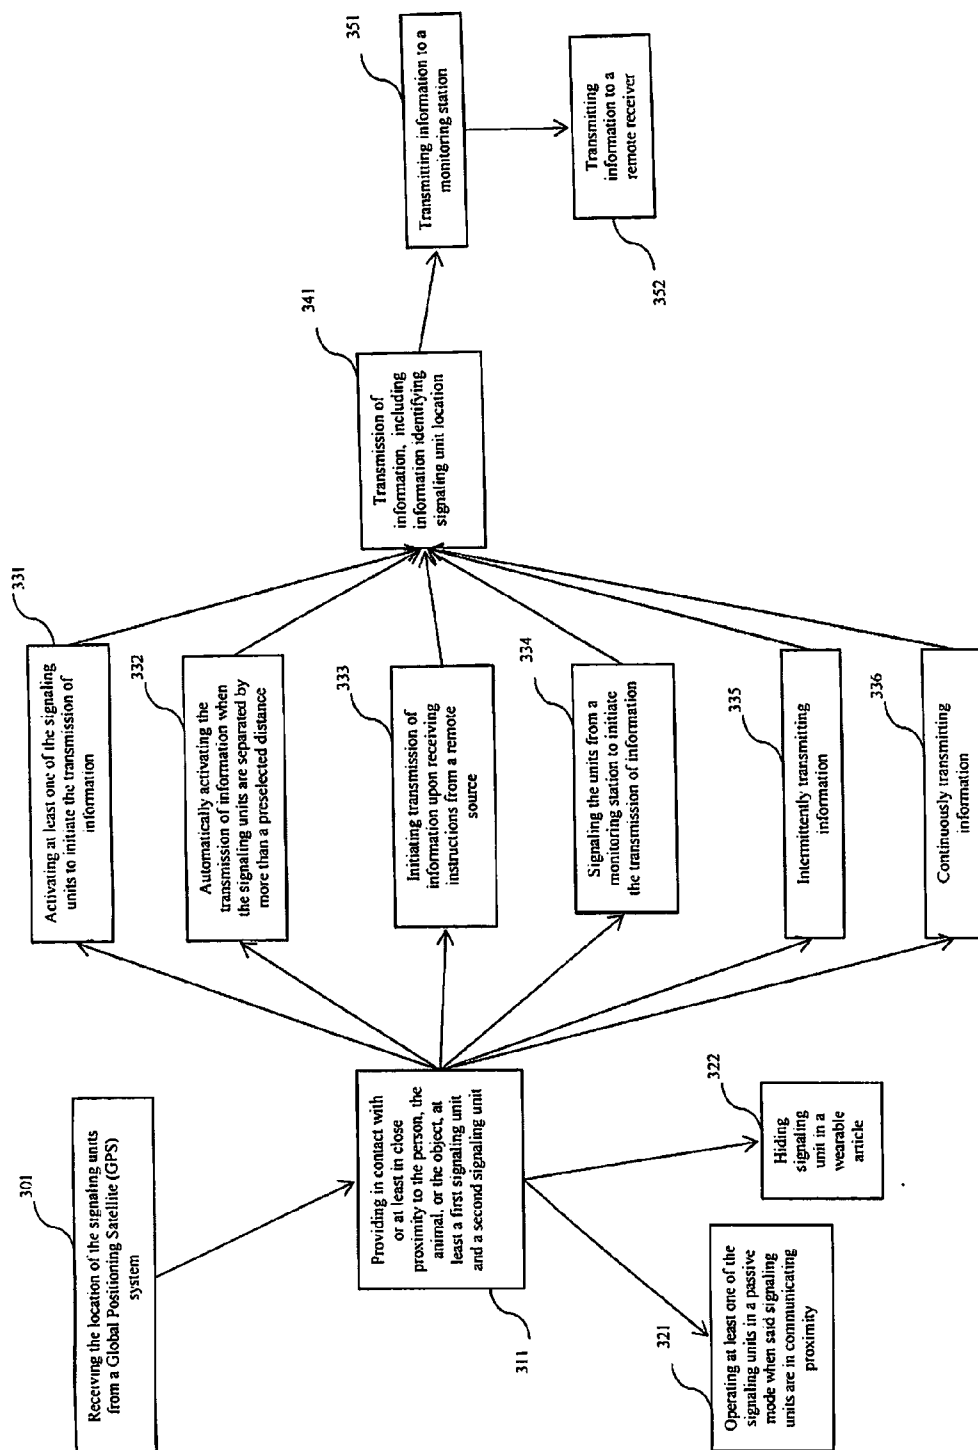 301
Receiving the location of the signaling units
from a Global Positioning Satellite (GPS)
system
311
Providing in contact with
or at least in close
proximity to the person, the
animal, or the object, at
least a first signaling unit
and a second signaling unit
321
Operating at least one of the
signaling units in a passive
mode when said signaling
units are in communicating
proximity
322
Hiding
signaling
unit in a
wearable
article
331
Activating at least one of the signaling
units to initiate the transmission of
information
332
Automatically activating the
transmission of information when
the signaling units are separated by
more than a preselected distance
333
Initiating transmission of
information upon receiving
instructions from a remote
source
334
Signaling the units from a
monitoring station to initiate
the transmission of information
335
Intermittently transmitting
information
336
Continuously transmitting
information
341
Transmission of
information, including
information identifying
signaling unit location
351
Transmitting information to a
monitoring station
352
Transmitting
information to a
remote receiver